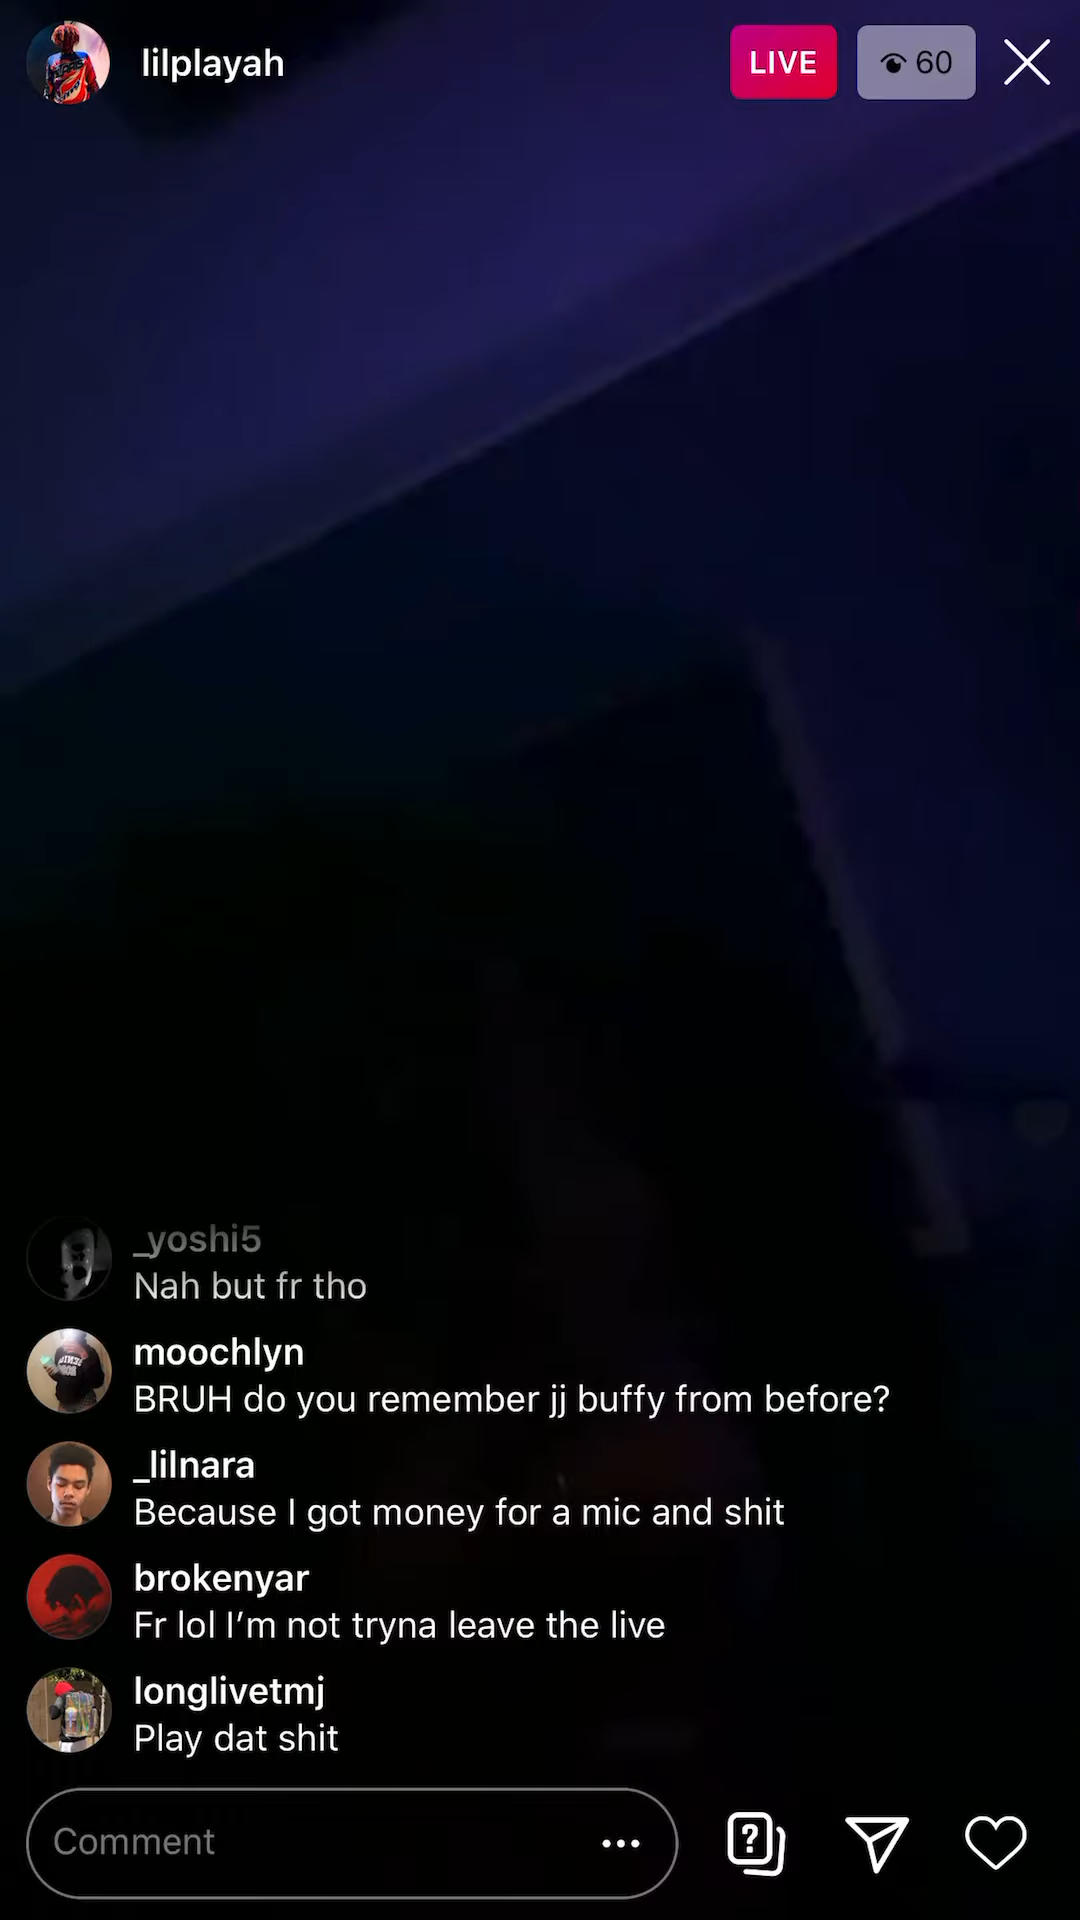 lilplayah
LIVE
60
_yoshi5
Nah but fr tho
moochlyn
BRUH do you remember jj buffy from before?
_lilnara
Because I got money for a mic and shit
brokenyar
Fr lol I’m not tryna leave the live
longlivetmj
Play dat shit
Comment